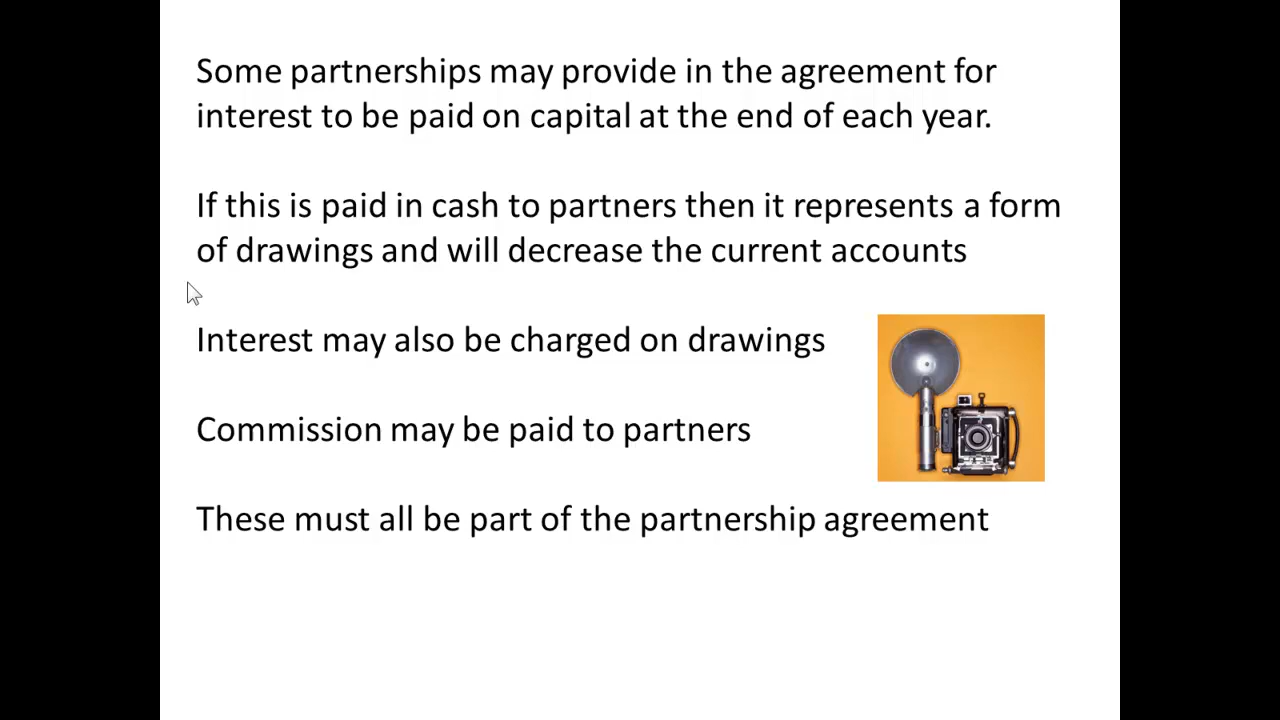 Some partnerships may provide in the agreement for
interest to be paid on capital at the end of each year.
If this is paid in cash to partners then it represents a form
of drawings and will decrease the current accounts
Interest may also be charged on drawings
Commission may be paid to partners
These must all be part of the partnership agreement